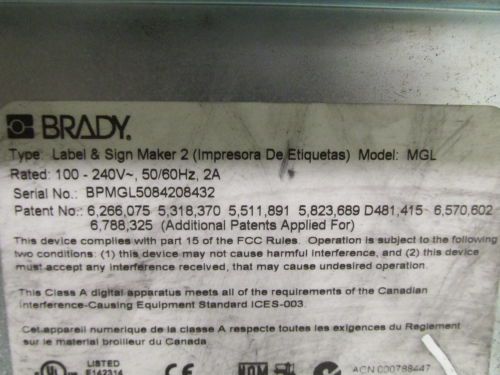 BRADY.
Type: Label & Sign Maker 2 (Impresora De Etiquetas) Model: MGL
Rated: 100 - 240V~, 50/60Hz, 2A
Serial No.: BPMGL5084208432
Patent No.: 6,266,075 5,318,370 5,511,891 5,823,689 D481,415 6,570,602
6,788,325 (Additional Patents Applied For)
This device complies with part 15 of the FCC Rules. Operation is subject to the following
two conditions: (1) this device may not cause harmful interference, and (2) this device
must accept any interference received, that may cause undesired operation.
This Class A digital apparatus meets all of the requirements of the Canadian
Interference-Causing Equipment Standard ICES-003.
Cet appareil numerique de la classe A respecte toutes les exigences du Reglement
sur le material broilleur du Canada
LISTED
E142314
NOM
ACN 000788447